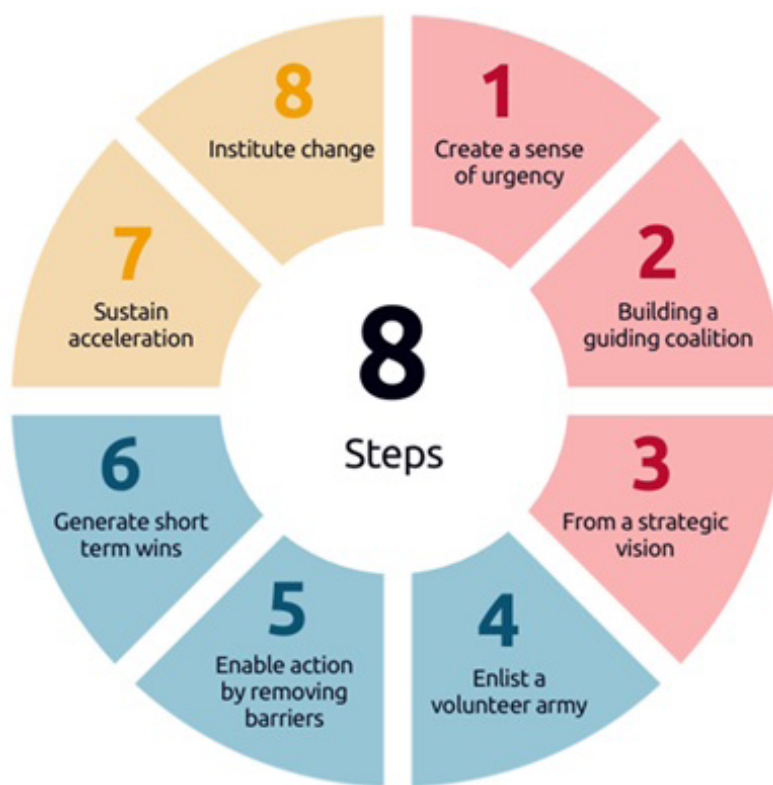 8
Steps
1
Create a sense
of urgency
2
Building a
guiding coalition
3
From a strategic
vision
4
Enlist a
volunteer army
5
Enable action
by removing
barriers
6
Generate short
term wins
7
Sustain
acceleration
8
Institute change